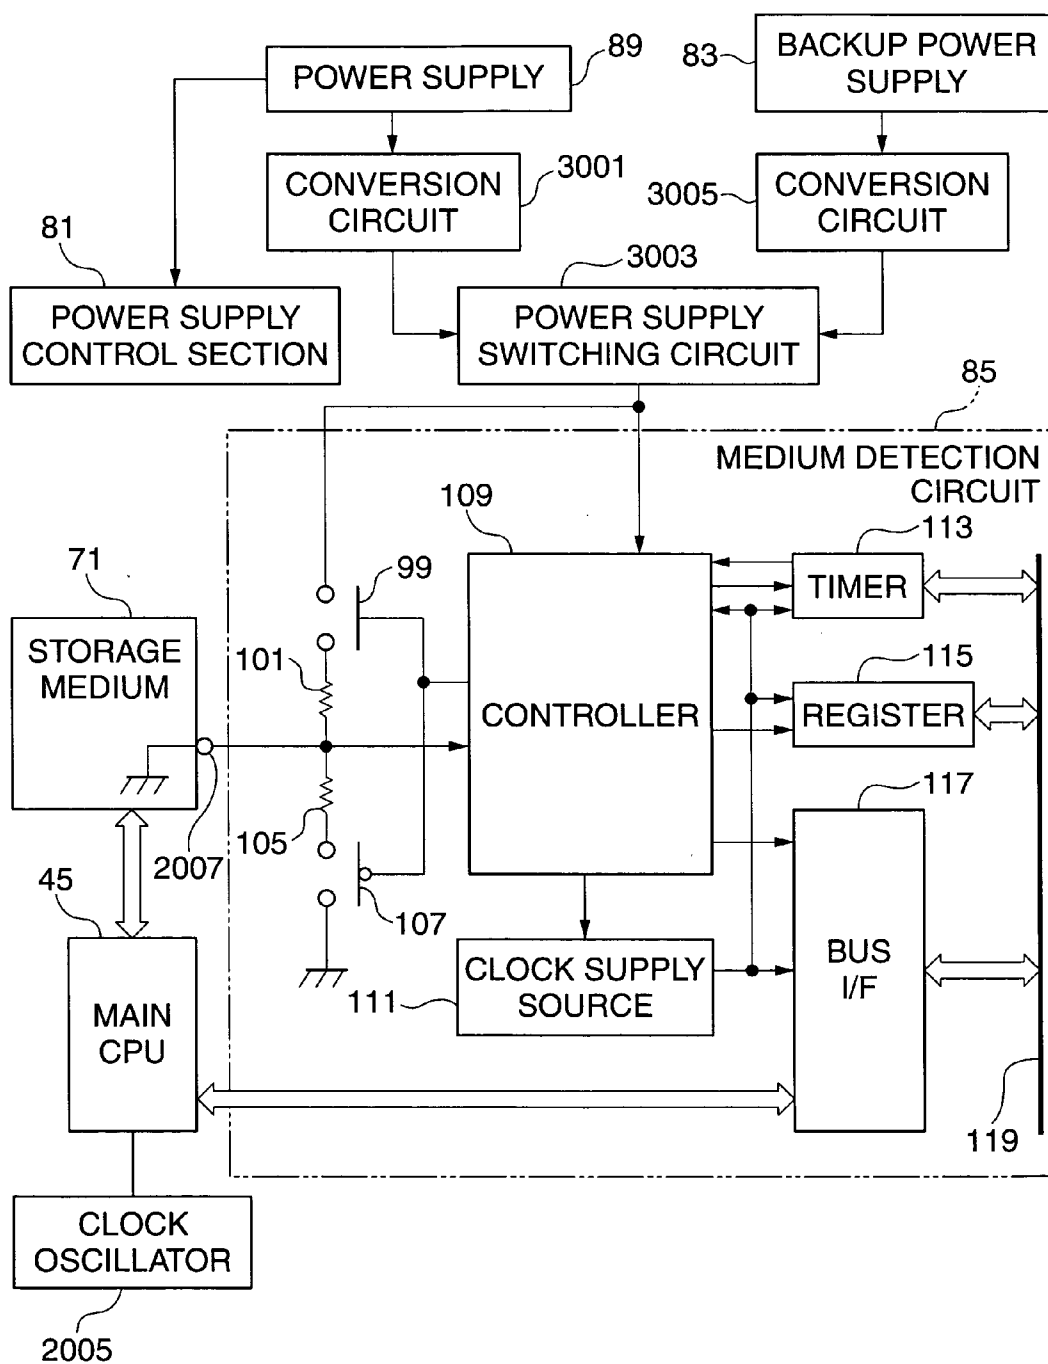 POWER SUPPLY
89
83
BACKUP POWER
SUPPLY
CONVERSION
CIRCUIT
3001
3005
CONVERSION
CIRCUIT
81
3003
POWER SUPPLY
CONTROL SECTION
POWER SUPPLY
SWITCHING CIRCUIT
85
MEDIUM DETECTION
CIRCUIT
109
113
71
99
TIMER
STORAGE
MEDIUM
101
115
CONTROLLER
REGISTER
2007
105
117
45
107
MAIN
CPU
CLOCK SUPPLY
SOURCE
111
BUS
I/F
119
CLOCK
OSCILLATOR
2005